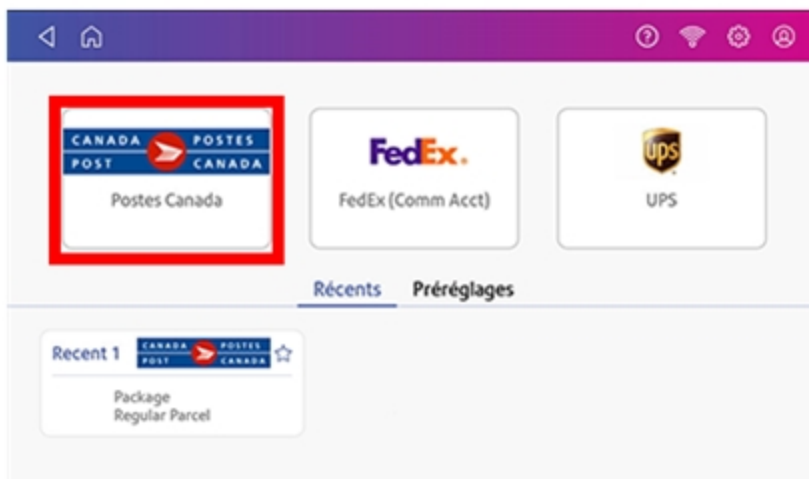 CANADA POSTES
POST CANADA
Postes Canada
FedEx.
FedEx (Comm Acct)
ups
UPS
Récents Préréglages
Recent 1
CANADA POSTES
POST CANADA
Package
Regular Parcel